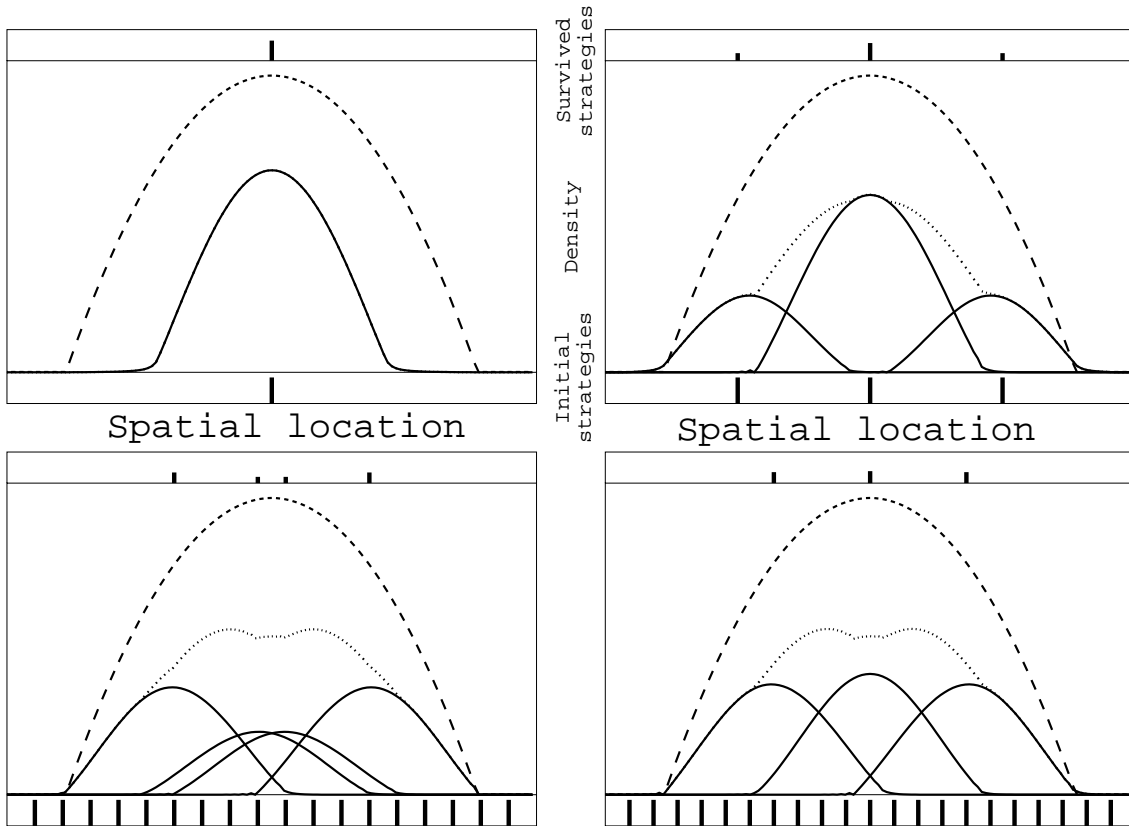 Survived
strategies
Density
Initial
strategies
Spatial location
Spatial location